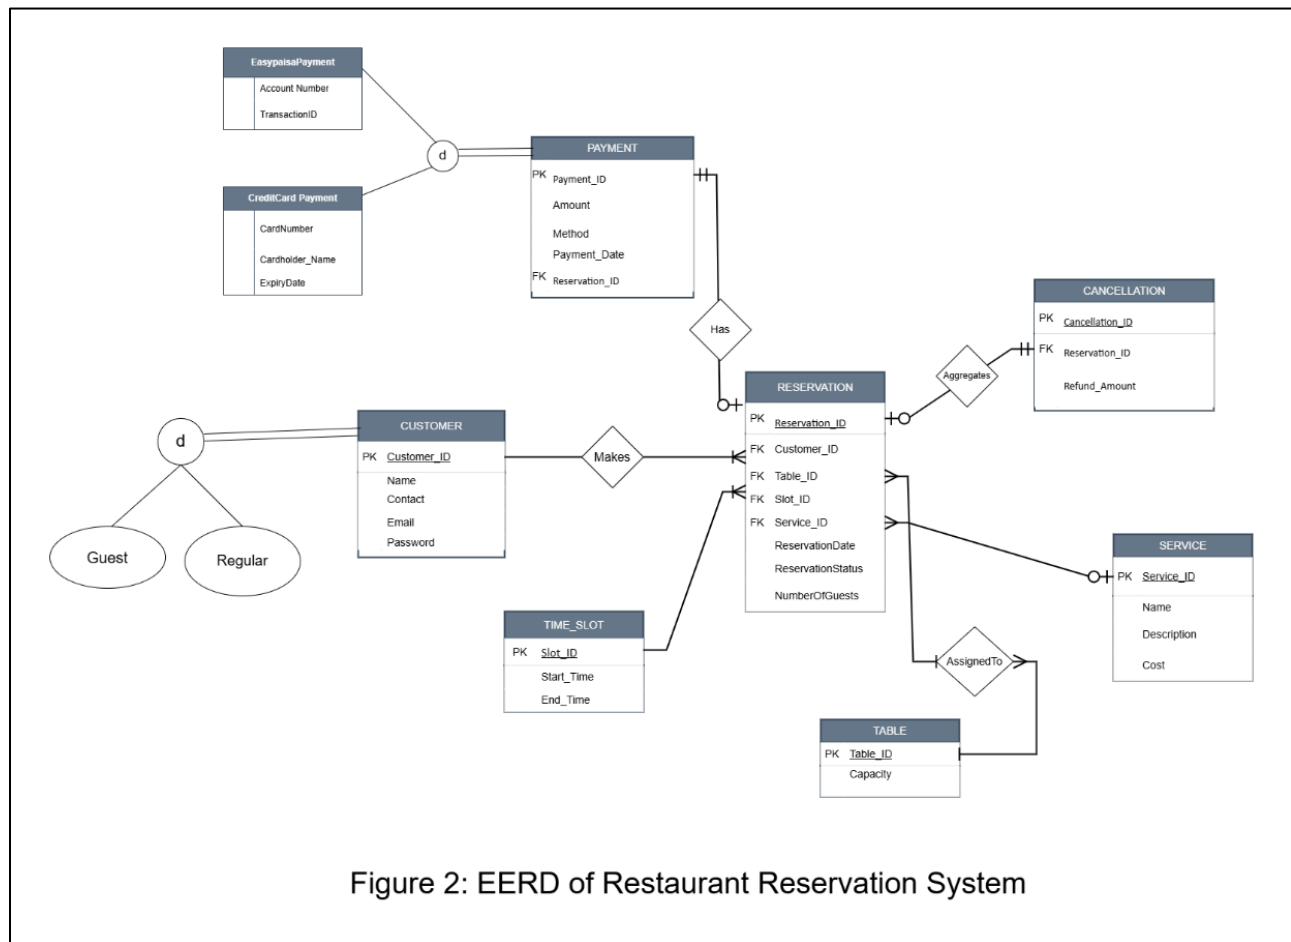 EasypaisaPayment
Account Number
TransactionID
d
CreditCard Payment
CardNumber
Cardholder_Name
ExpiryDate
PAYMENT
PK Payment_ID
Amount
Method
Payment_Date
FK Reservation_ID
Has
CANCELLATION
PK Cancellation_ID
FK Reservation_ID
Refund_Amount
Aggregates
RESERVATION
PK Reservation_ID
FK Customer_ID
FK Table_ID
FK Slot_ID
FK Service_ID
ReservationDate
ReservationStatus
NumberOfGuests
d
Guest
Regular
CUSTOMER
PK Customer_ID
Name
Contact
Email
Password
Makes
TIME_SLOT
PK Slot_ID
Start_Time
End_Time
SERVICE
PK Service_ID
Name
Description
Cost
AssignedTo
TABLE
PK Table_ID
Capacity
Figure 2: EERD of Restaurant Reservation System